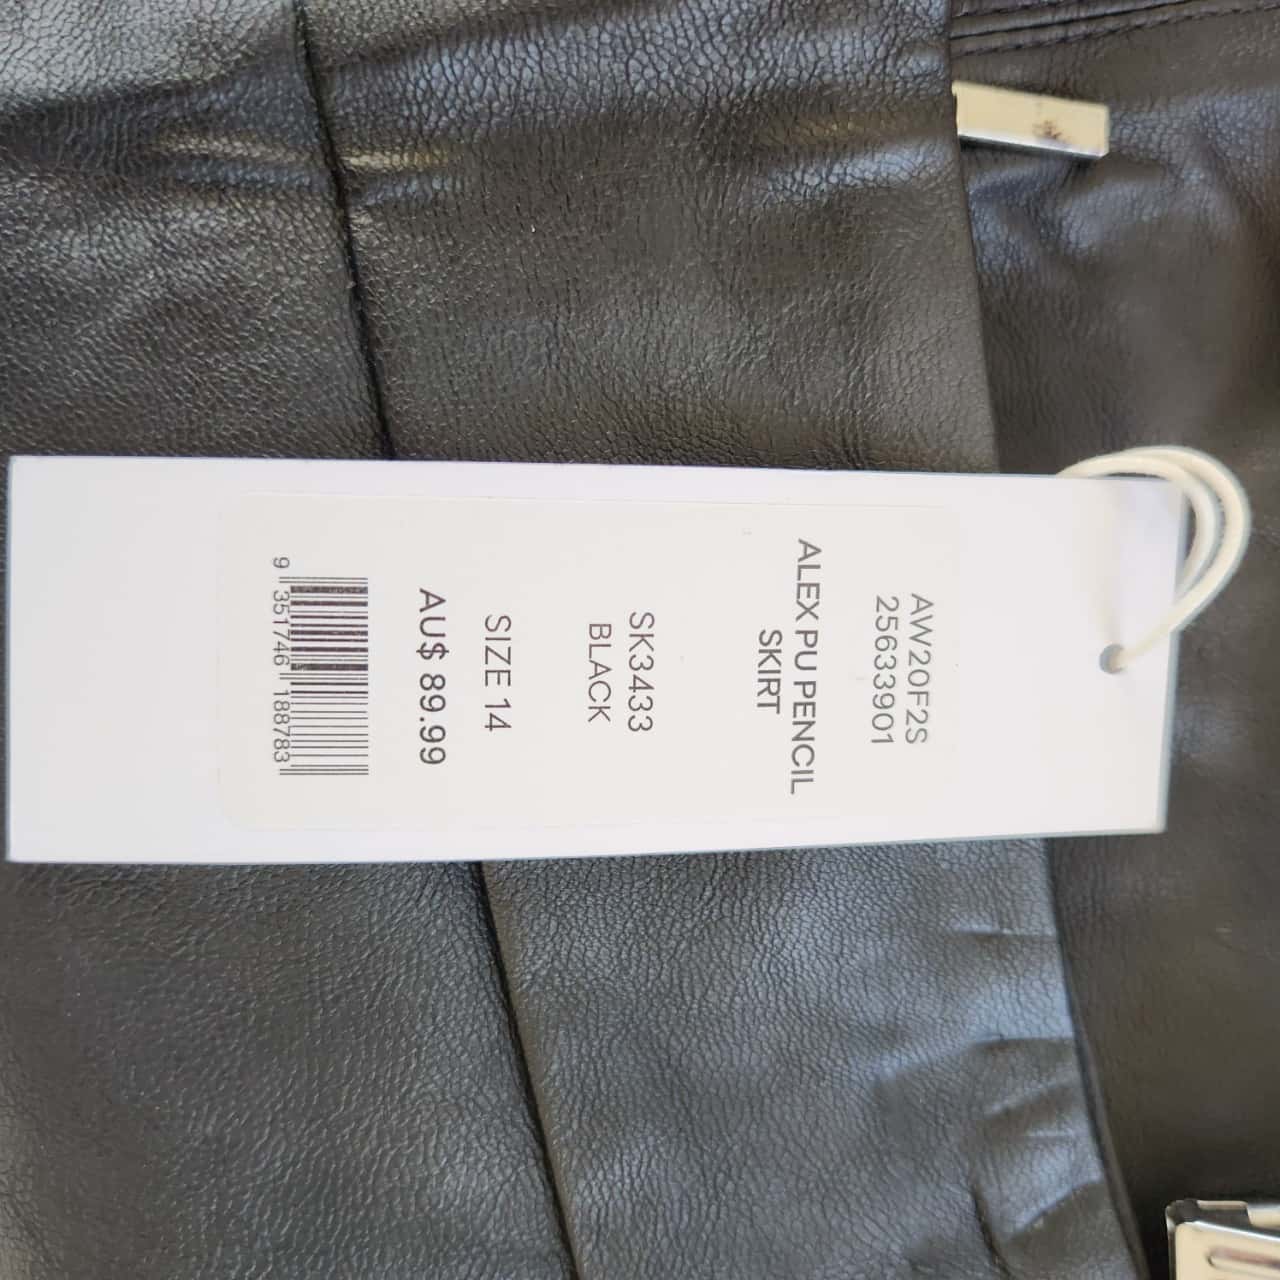 AW20F2S
25633901
ALEX PU PENCIL
SKIRT
SK3433
BLACK
SIZE 14
AU$ 89.99
9 351746 188783